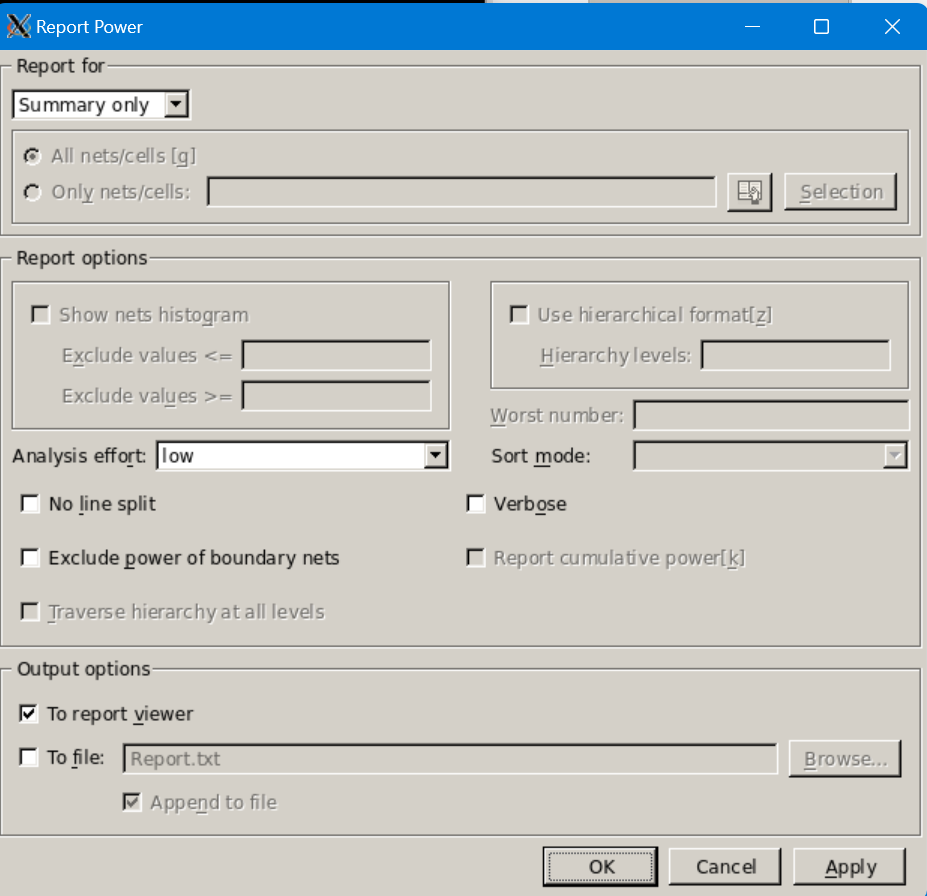 Report Power
Report for
Summary only
All nets/cells [g]
Only nets/cells:
Selection
Report options
Show nets histogram
Exclude values <=
Exclude values >=
Use hierarchical format[z]
Hierarchy levels:
Worst number:
Analysis effort: low
Sort mode:
No line split
Verbose
Exclude power of boundary nets
Report cumulative power[k]
Traverse hierarchy at all levels
Output options
To report viewer
To file: Report.txt
Browse...
Append to file
OK
Cancel
Apply